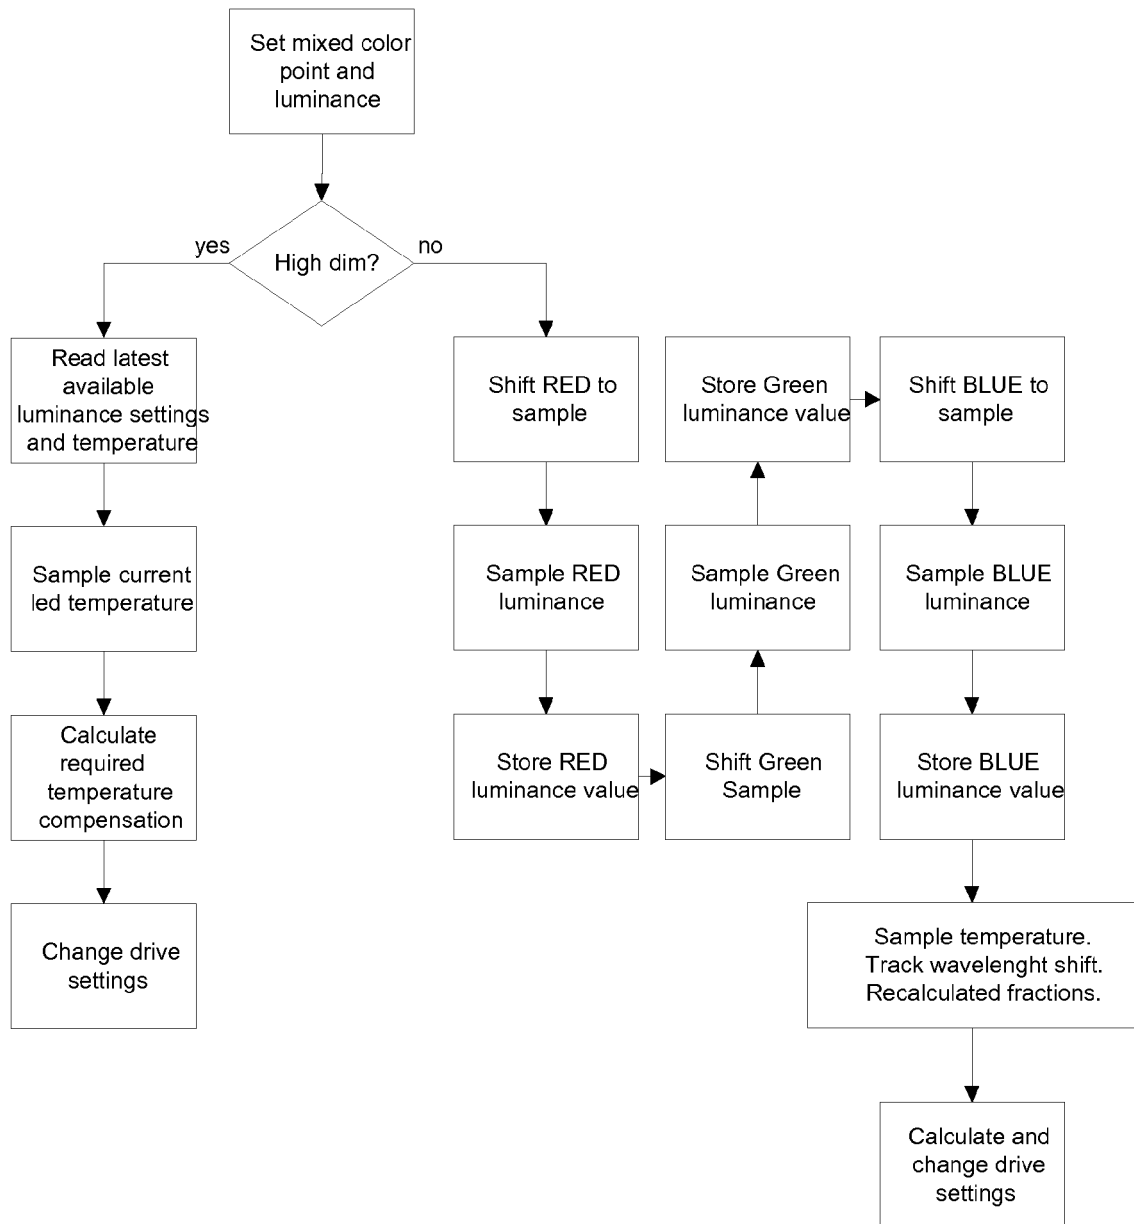 Set mixed color
point and
luminance
yes
High dim?
no
Read latest
available
luminance settings
and temperature
Sample current
led temperature
Calculate
required
temperature
compensation
Change drive
settings
Shift RED to
sample
Sample RED
luminance
Store RED
luminance value
Shift Green
Sample
Sample Green
luminance
Store Green
luminance value
Shift BLUE to
sample
Sample BLUE
luminance
Store BLUE
luminance value
Sample temperature.
Track wavelenght shift.
Recalculated fractions.
Calculate and
change drive
settings